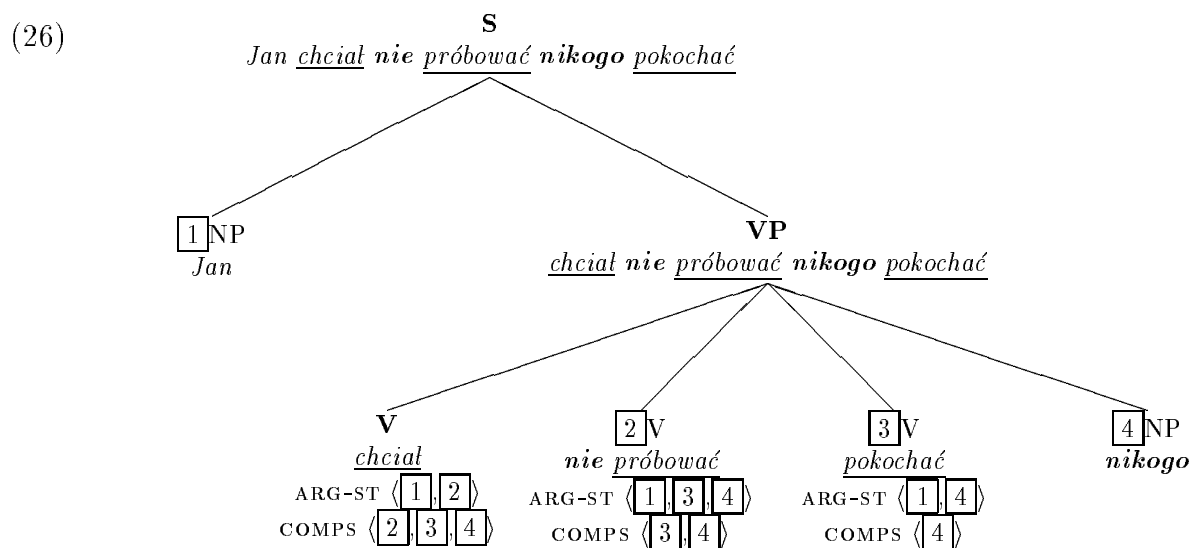 (26)
S
Jan chciał nie próbować nikogo pokochać
1 NP
Jan
VP
chciał nie próbować nikogo pokochać
V
chciał
ARG-ST ⟨1, 2⟩
COMPS ⟨2, 3, 4⟩
2 V
nie próbować
ARG-ST ⟨1, 3, 4⟩
COMPS ⟨3, 4⟩
3 V
pokochać
ARG-ST ⟨1, 4⟩
COMPS ⟨4⟩
4 NP
nikogo